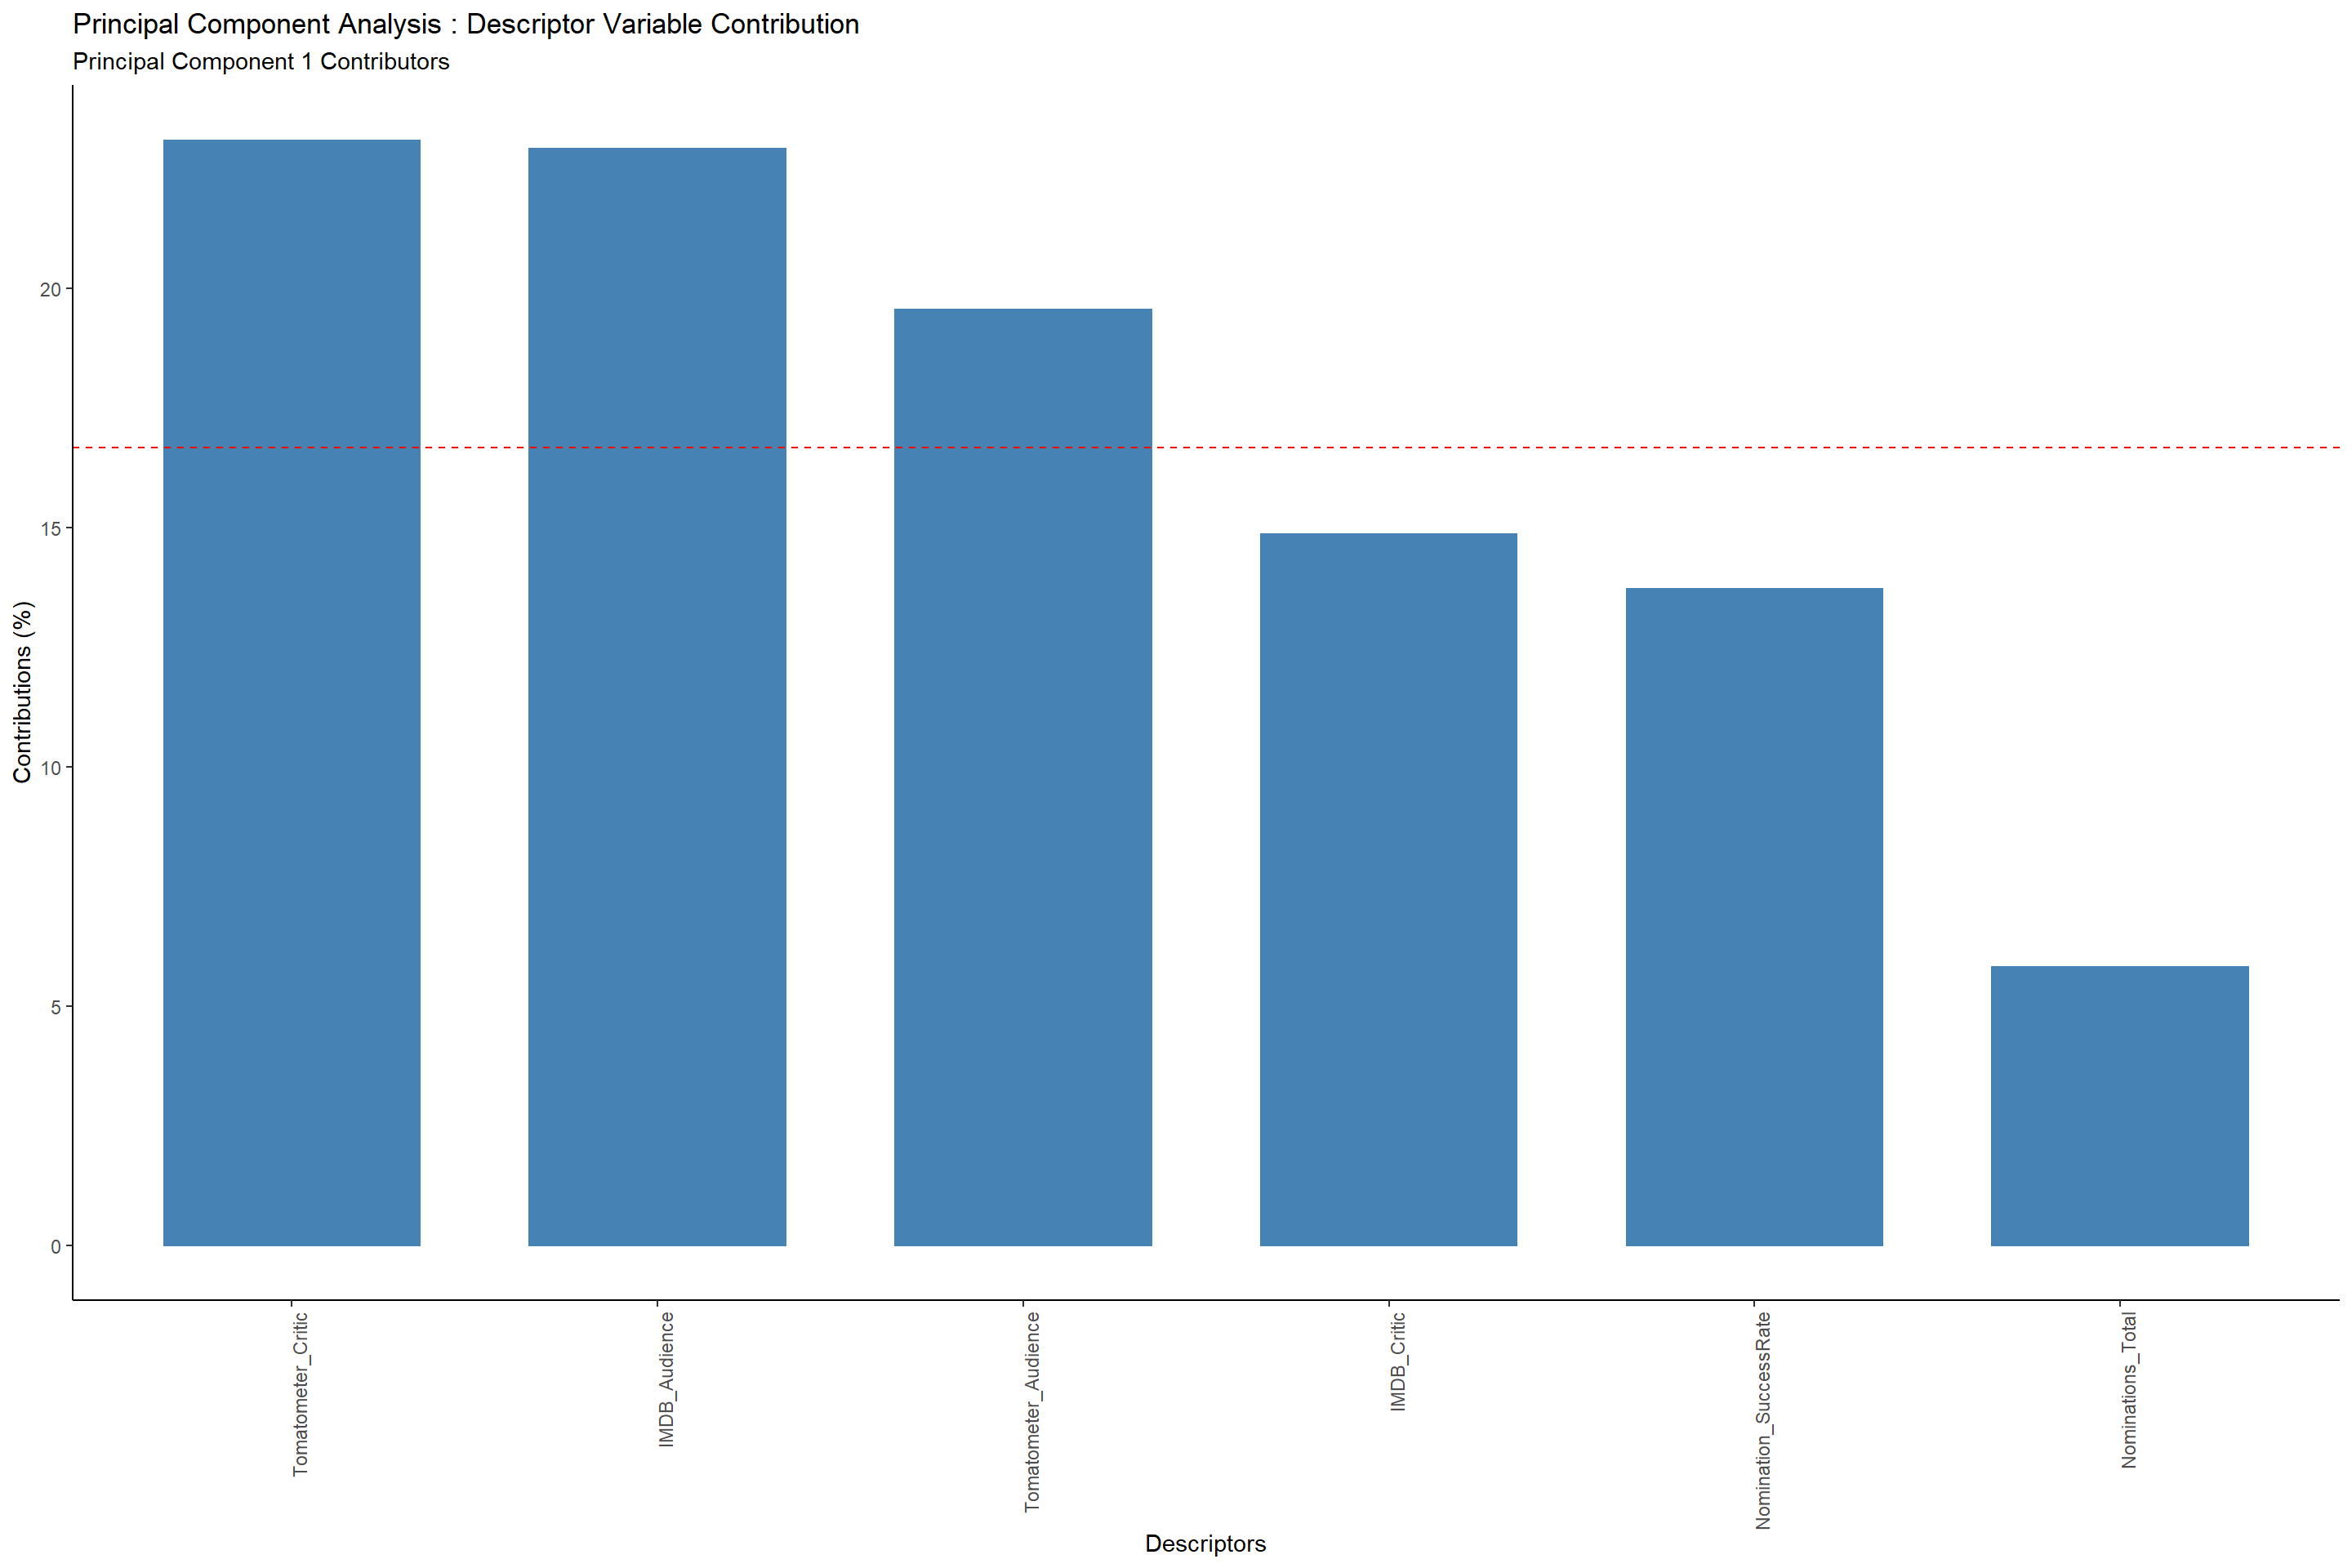 Principal Component Analysis : Descriptor Variable Contribution
Principal Component 1 Contributors
Contributions (%)
20
15
10
5
0
Tomatometer_Critic
IMDB_Audience
Tomatometer_Audience
IMDB_Critic
Nomination_SuccessRate
Nominations_Total
Descriptors